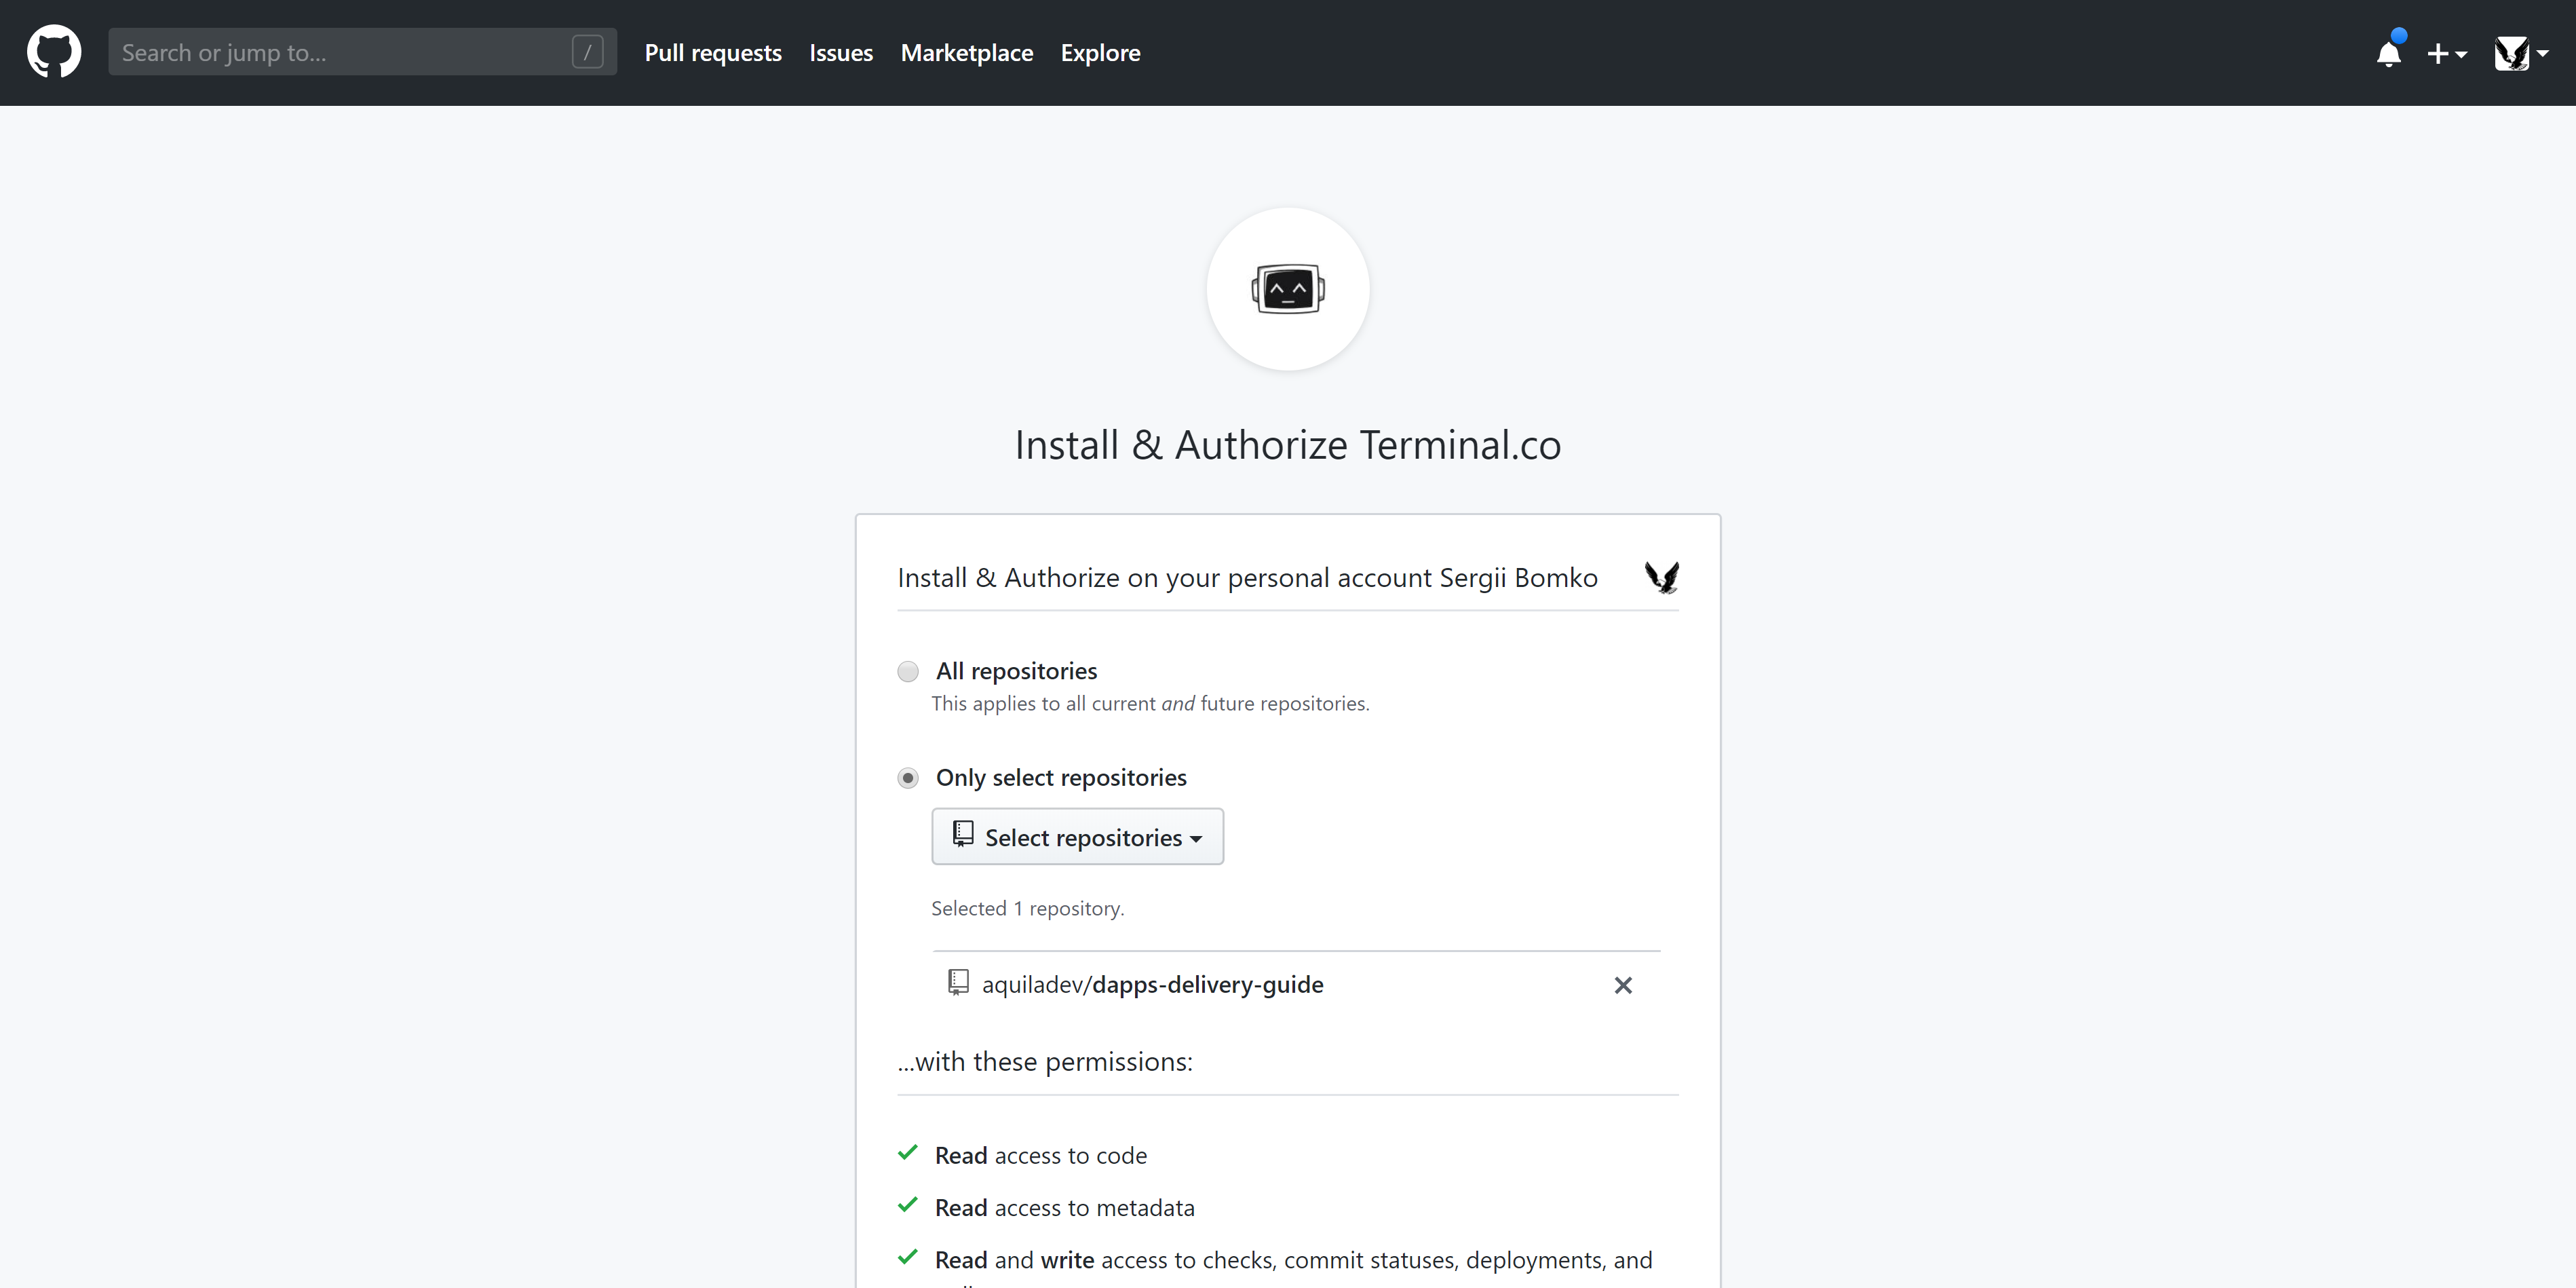 Search or jump to...
/
Pull requests
Issues
Marketplace
Explore
Install & Authorize Terminal.co
Install & Authorize on your personal account Sergii Bomko
All repositories
This applies to all current and future repositories.
Only select repositories
Select repositories
Selected 1 repository.
aquiladev/dapps-delivery-guide
...with these permissions:
Read access to code
Read access to metadata
Read and write access to checks, commit statuses, deployments, and